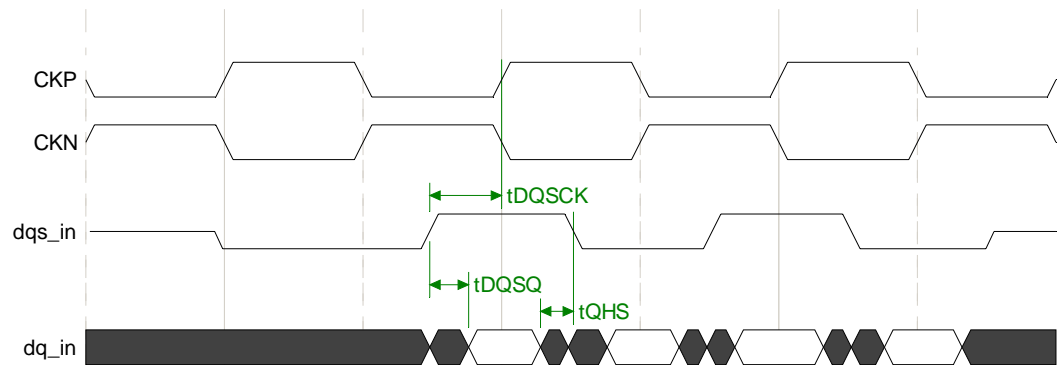 CKP
CKN
tDQSCK
dqs_in
tDQSQ
tQHS
dq_in